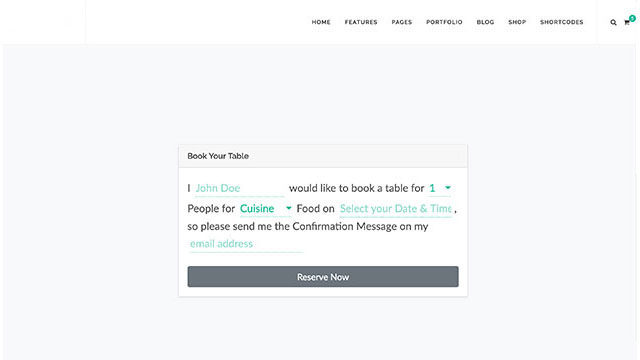 HOME FEATURES PAGES PORTFOLIO BLOG SHOP SHORTCODES
Book Your Table
I John Doe would like to book a table for 1
People for Cuisine Food on Select your Date & Time ,
so please send me the Confirmation Message on my
email address
Reserve Now